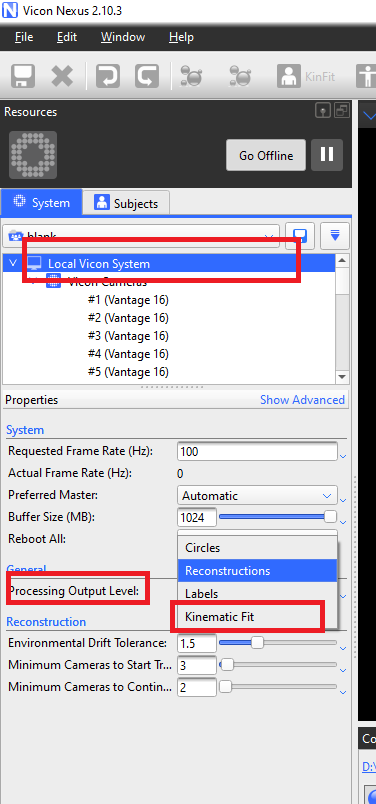 Vicon Nexus 2.10.3
File Edit Window Help
KinFit
Resources
Go Offline
System Subjects
blank
Local Vicon System
Vicon Cameras
#1 (Vantage 16)
#2 (Vantage 16)
#3 (Vantage 16)
#4 (Vantage 16)
#5 (Vantage 16)
Properties Show Advanced
System
Requested Frame Rate (Hz): 100
Actual Frame Rate (Hz): 0
Preferred Master: Automatic
Buffer Size (MB): 1024
Reboot All:
Circles
General Reconstructions
Processing Output Level: Labels
Reconstruction Kinematic Fit
Environmental Drift Tolerance: 1.5
Minimum Cameras to Start Tr... 3
Minimum Cameras to Contin... 2
Co
D:\